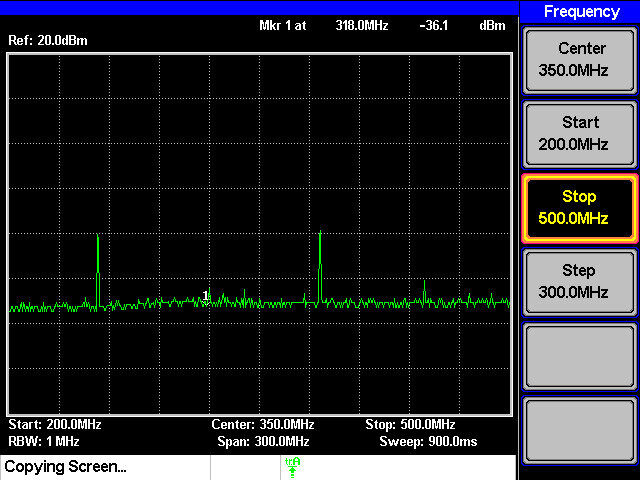 Mkr 1 at 318.0MHz -36.1 dBm
Ref: 20.0dBm
1
Start: 200.0MHz Center: 350.0MHz Stop: 500.0MHz
RBW: 1 MHz Span: 300.0MHz Sweep: 900.0ms
Copying Screen... trA
Frequency
Center
350.0MHz
Start
200.0MHz
Stop
500.0MHz
Step
300.0MHz